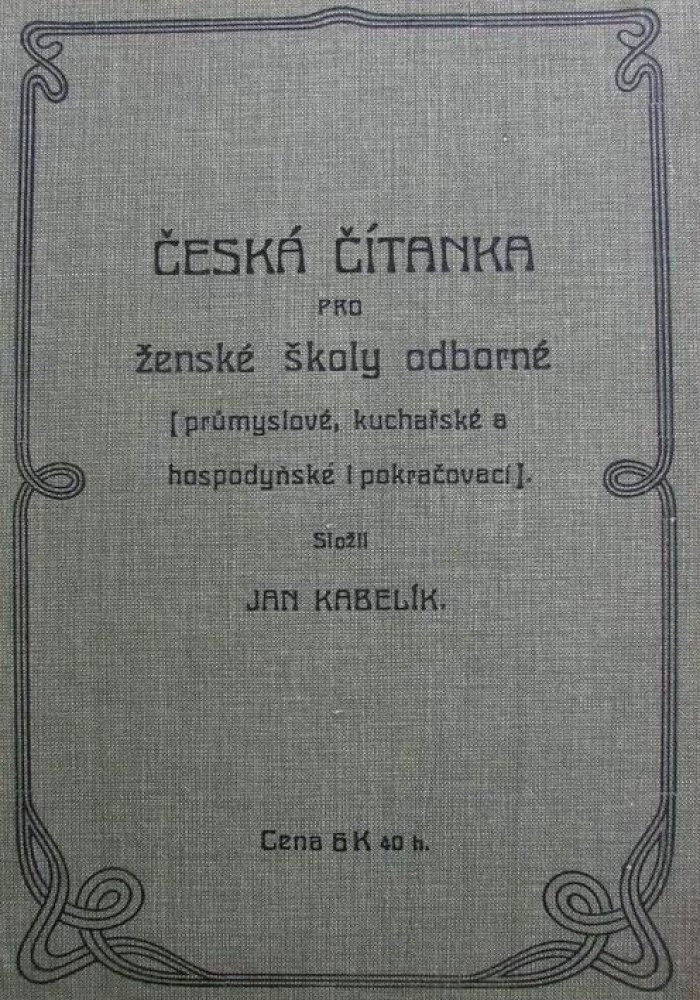 ČESKÁ ČÍTANKA
PRO
ženské školy odborné
[průmyslové, kuchařské a
hospodyňské i pokračovací].
Složil
JAN KABELÍK.
Cena 6 K 40 h.